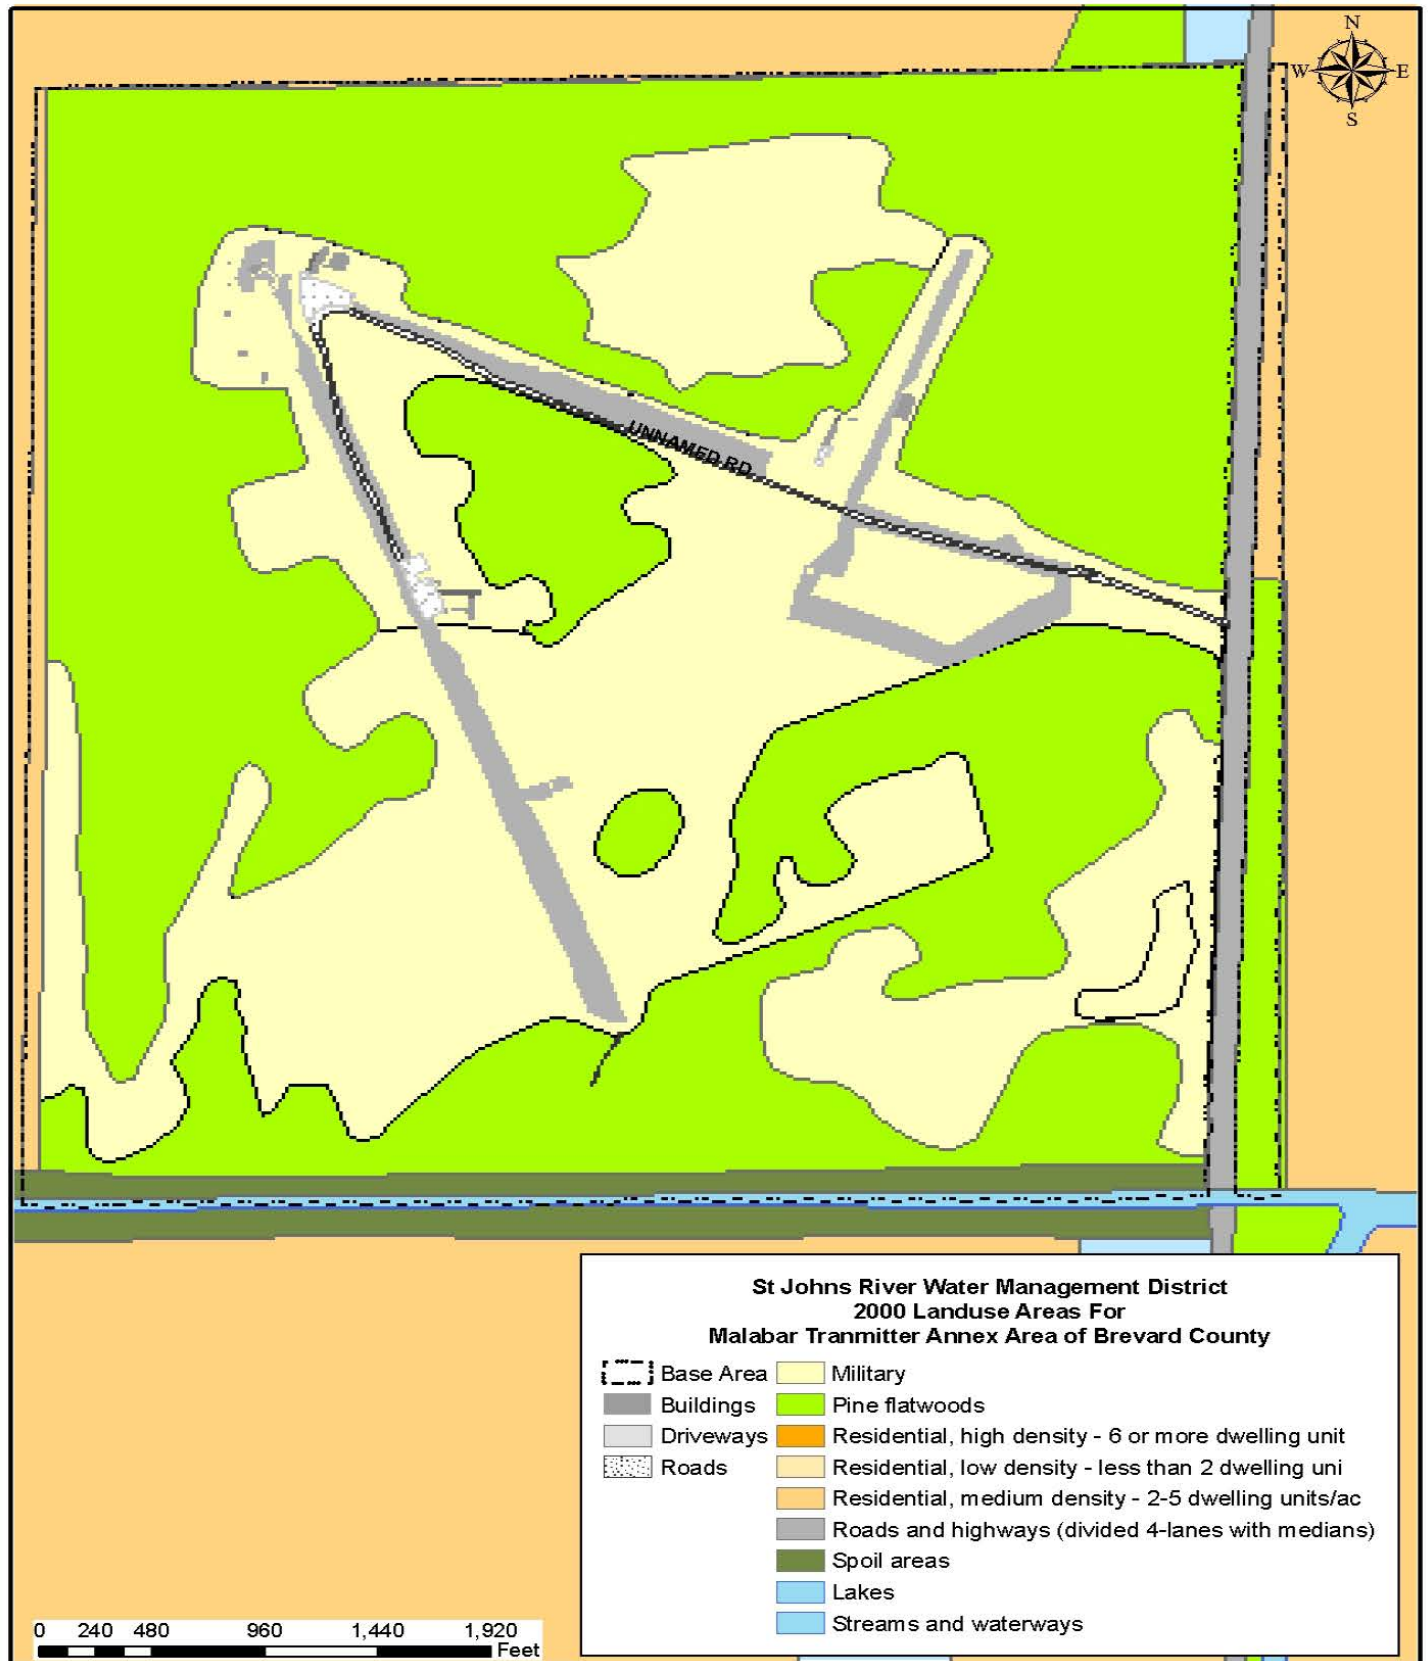 N
W E
S
UNNAMED RD
St Johns River Water Management District
2000 Landuse Areas For
Malabar Tranmitter Annex Area of Brevard County
Base Area
Buildings
Driveways
Roads
Military
Pine flatwoods
Residential, high density - 6 or more dwelling unit
Residential, low density - less than 2 dwelling uni
Residential, medium density - 2-5 dwelling units/ac
Roads and highways (divided 4-lanes with medians)
Spoil areas
Lakes
Streams and waterways
0 240 480 960 1,440 1,920
Feet